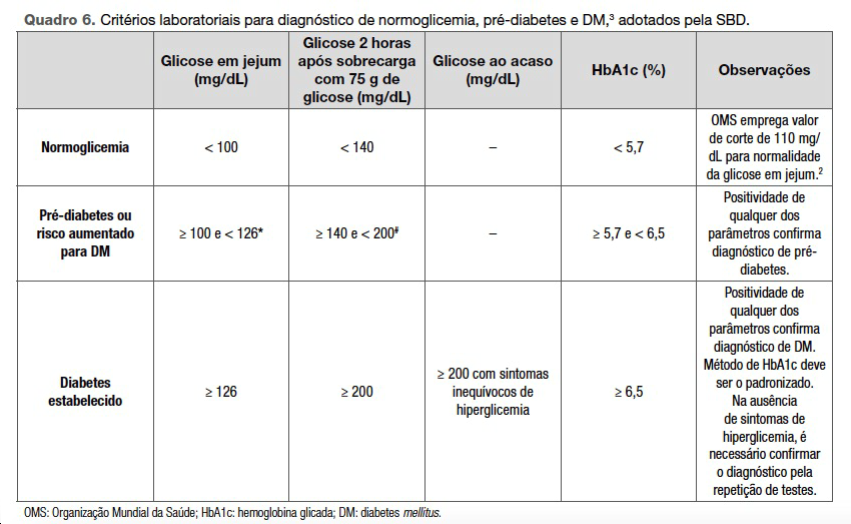 Quadro 6. Critérios laboratoriais para diagnóstico de normoglicemia, pré-diabetes e DM,³ adotados pela SBD.
Glicose em jejum
(mg/dL)
Glicose 2 horas
após sobrecarga
com 75 g de
glicose (mg/dL)
Glicose ao acaso
(mg/dL)
HbA1c (%)
Observações
Normoglicemia
< 100
< 140
–
< 5,7
OMS emprega valor
de corte de 110 mg/
dL para normalidade
da glicose em jejum.²
Pré-diabetes ou
risco aumentado
para DM
≥ 100 e < 126*
≥ 140 e < 200#
–
≥ 5,7 e < 6,5
Positividade de
qualquer dos
parâmetros confirma
diagnóstico de pré-
diabetes.
Diabetes
estabelecido
≥ 126
≥ 200
≥ 200 com sintomas
inequívocos de
hiperglicemia
≥ 6,5
Positividade de
qualquer dos
parâmetros confirma
diagnóstico de DM.
Método de HbA1c deve
ser o padronizado.
Na ausência
de sintomas de
hiperglicemia, é
necessário confirmar
o diagnóstico pela
repetição de testes.
OMS: Organização Mundial da Saúde; HbA1c: hemoglobina glicada; DM: diabetes mellitus.